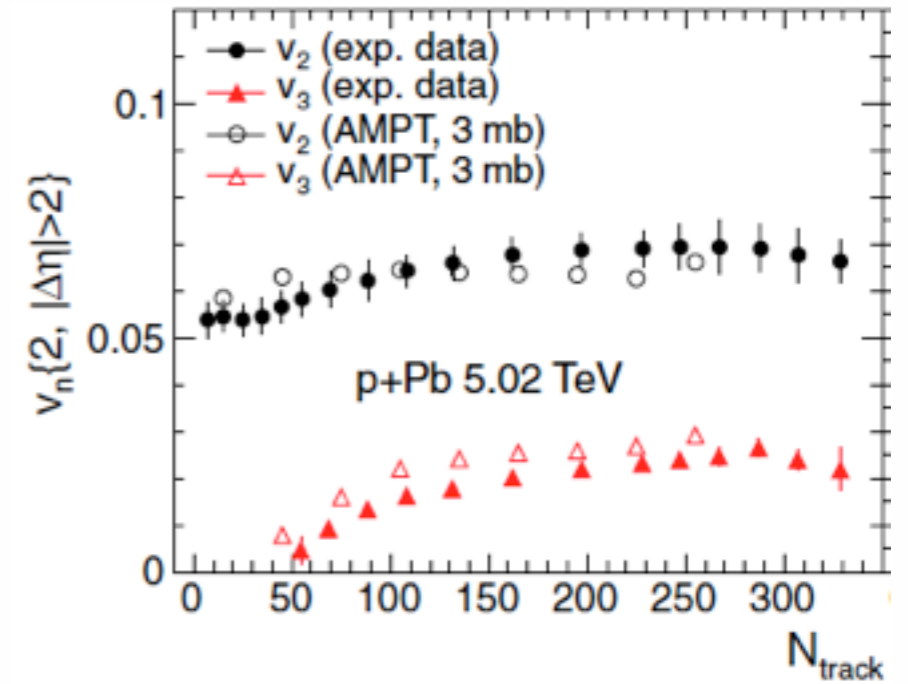 v2 (exp. data)
v3 (exp. data)
v2 (AMPT, 3 mb)
v3 (AMPT, 3 mb)
0.1
0.05
0
vn{2, |Δη|>2}
p+Pb 5.02 TeV
0 50 100 150 200 250 300
Ntrack